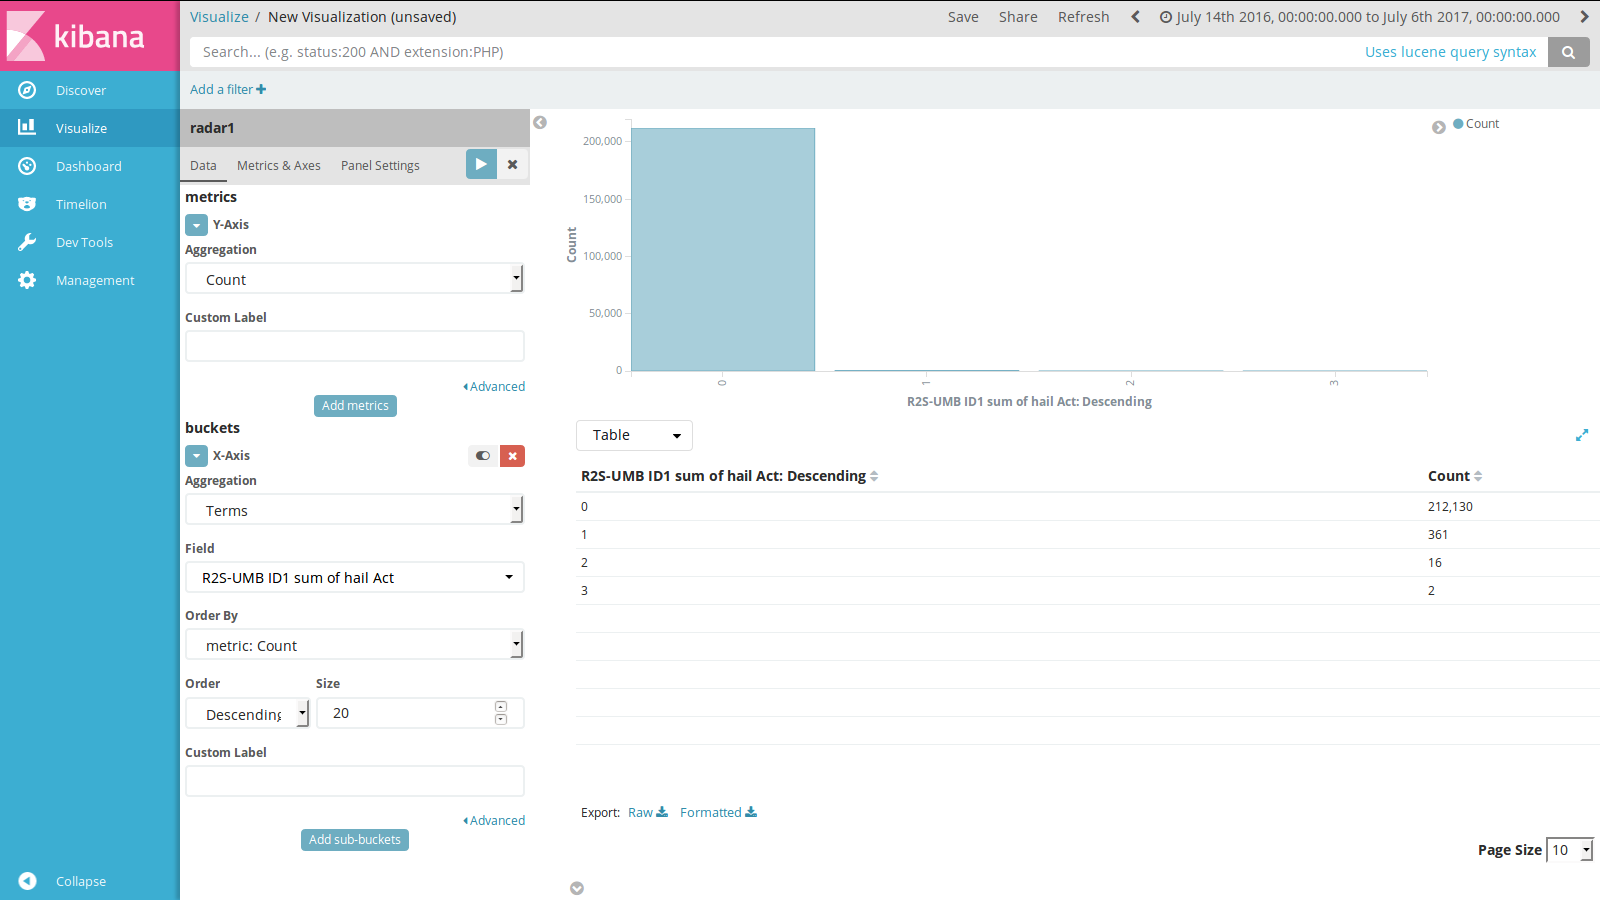 kibana
Visualize / New Visualization (unsaved)
Save Share Refresh July 14th 2016, 00:00:00.000 to July 6th 2017, 00:00:00.000
Search... (e.g. status:200 AND extension:PHP) Uses lucene query syntax
Add a filter
Discover
Visualize
Dashboard
Timelion
Dev Tools
Management
Collapse
radar1
Data Metrics & Axes Panel Settings
metrics
Y-Axis
Aggregation
Count
Custom Label
Advanced
Add metrics
buckets
X-Axis
Aggregation
Terms
Field
R2S-UMB ID1 sum of hail Act
Order By
metric: Count
Order Size
Descending 20
Custom Label
Advanced
Add sub-buckets
Count
200,000
150,000
100,000
50,000
0
Count
0 1 2 3
R2S-UMB ID1 sum of hail Act: Descending
Table
R2S-UMB ID1 sum of hail Act: Descending Count
0 212,130
1 361
2 16
3 2
Export: Raw Formatted
Page Size 10